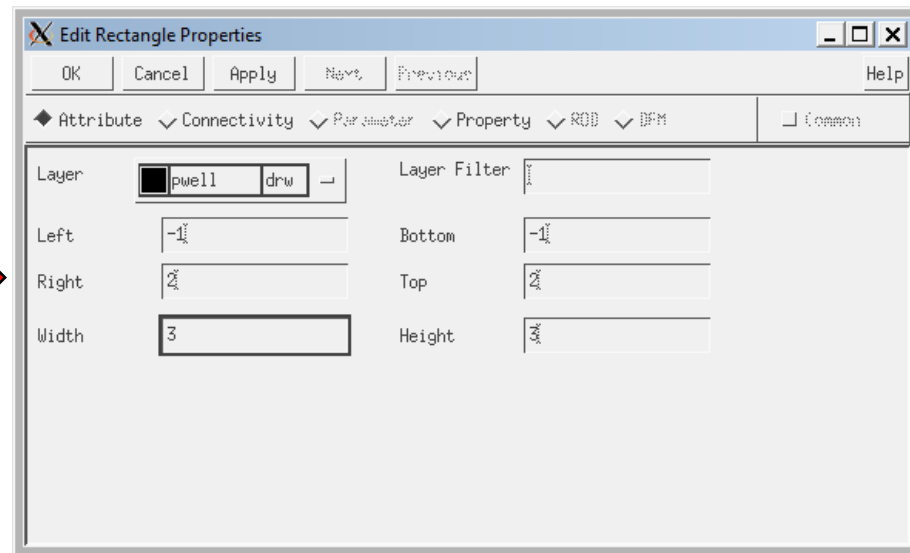 Edit Rectangle Properties
OK Cancel Apply Next Previous Help
Attribute Connectivity Parameter Property ROD DFM Common
Layer pwell drw Layer Filter
Left -1 Bottom -1
Right 2 Top 2
Width 3 Height 3